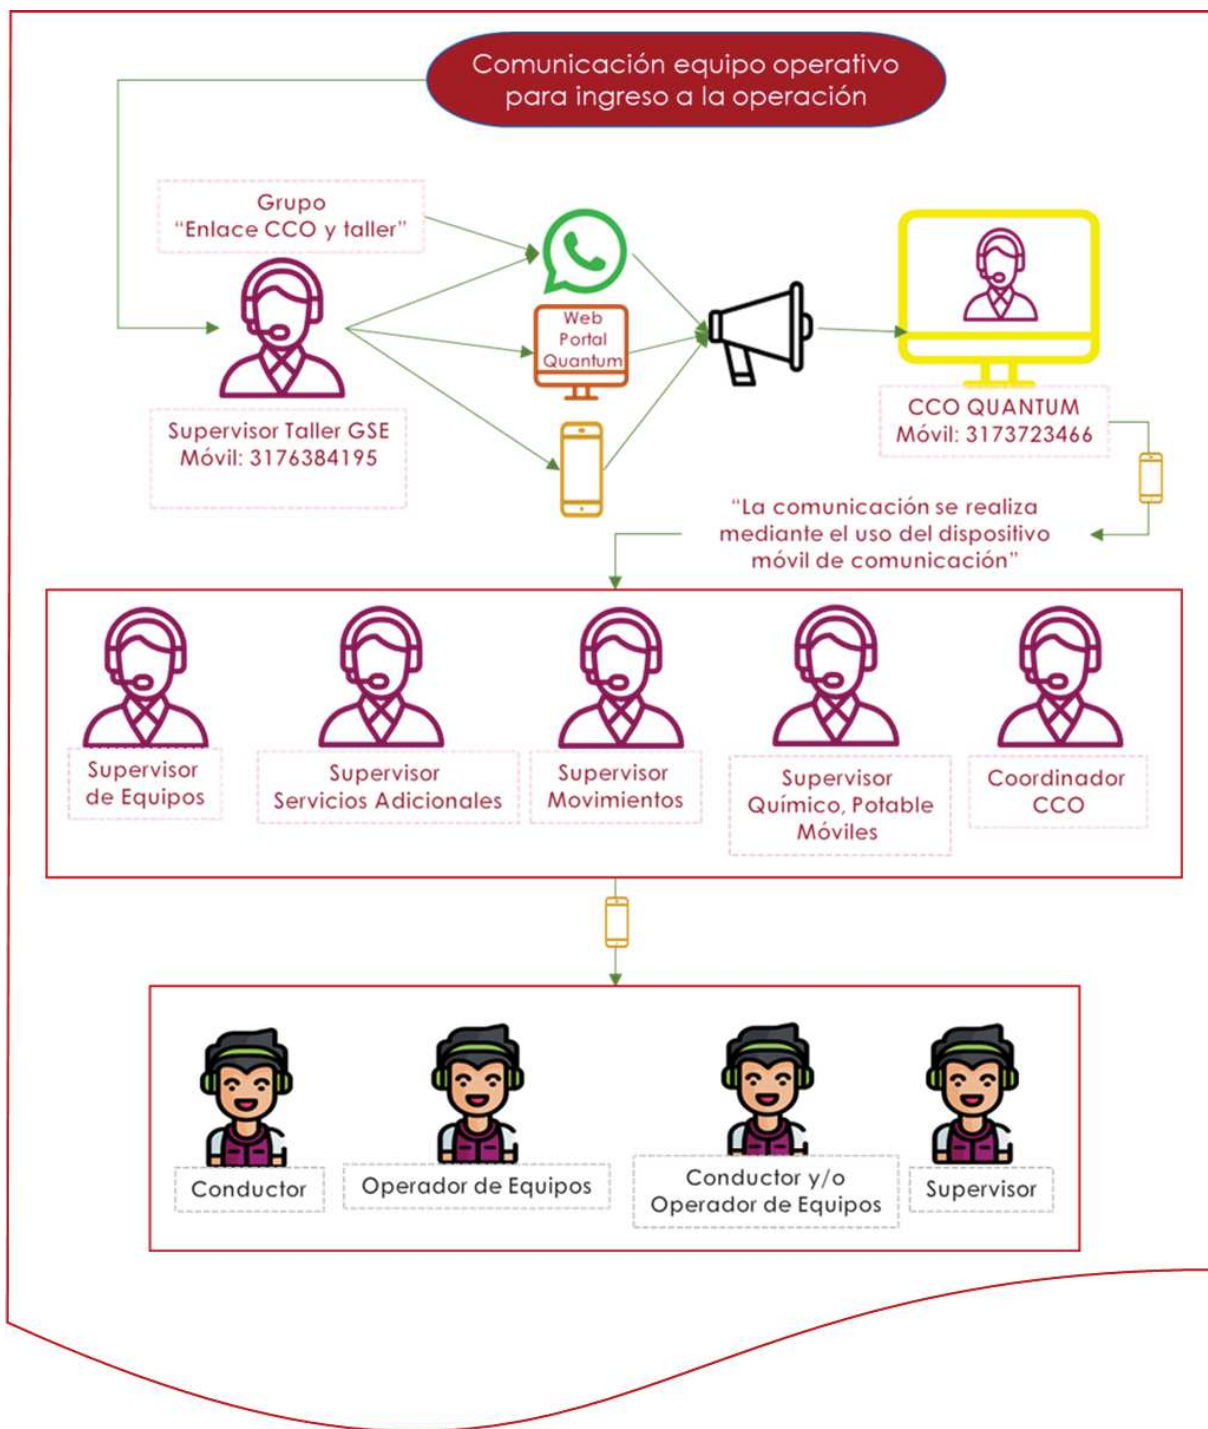 Comunicación equipo operativo
para ingreso a la operación
Grupo
“Enlace CCO y taller”
Web
Portal
Quantum
Supervisor Taller GSE
Móvil: 3176384195
CCO QUANTUM
Móvil: 3173723466
“La comunicación se realiza
mediante el uso del dispositivo
móvil de comunicación”
Supervisor
de Equipos
Supervisor
Servicios Adicionales
Supervisor
Movimientos
Supervisor
Químico, Potable
Móviles
Coordinador
CCO
Conductor
Operador de Equipos
Conductor y/o
Operador de Equipos
Supervisor